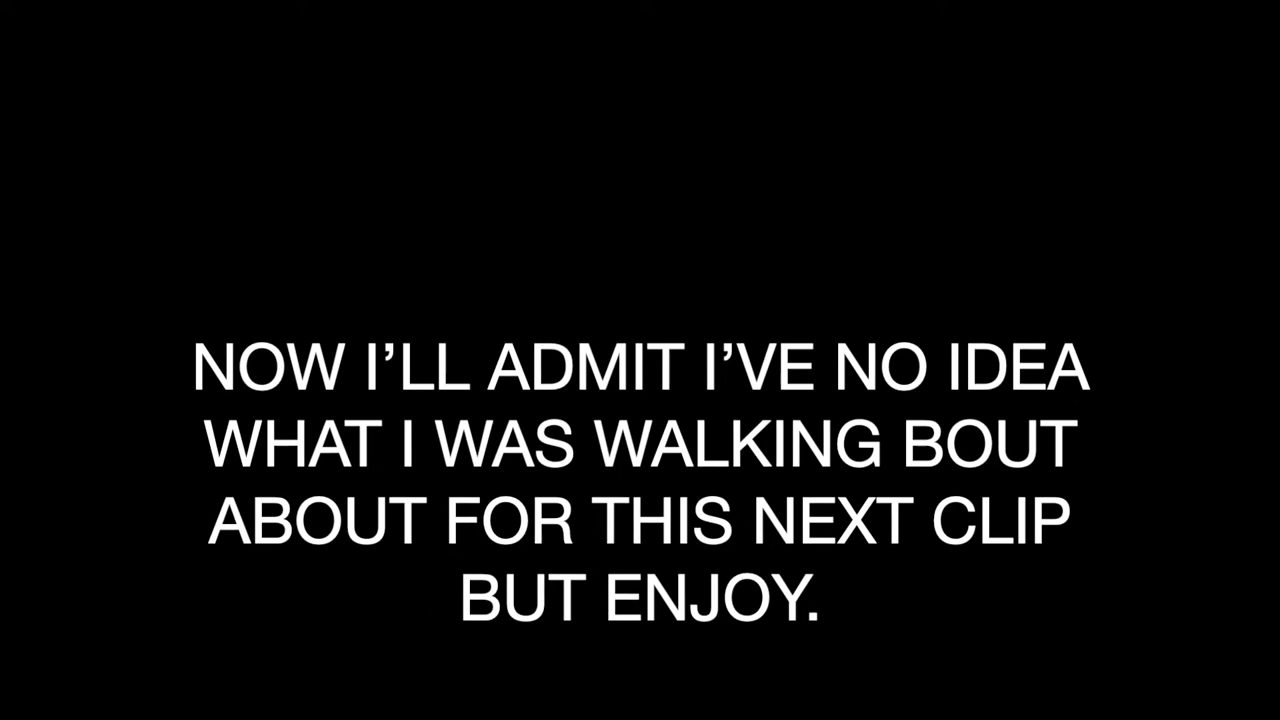 NOW I’LL ADMIT I’VE NO IDEA
WHAT I WAS WALKING BOUT
ABOUT FOR THIS NEXT CLIP
BUT ENJOY.